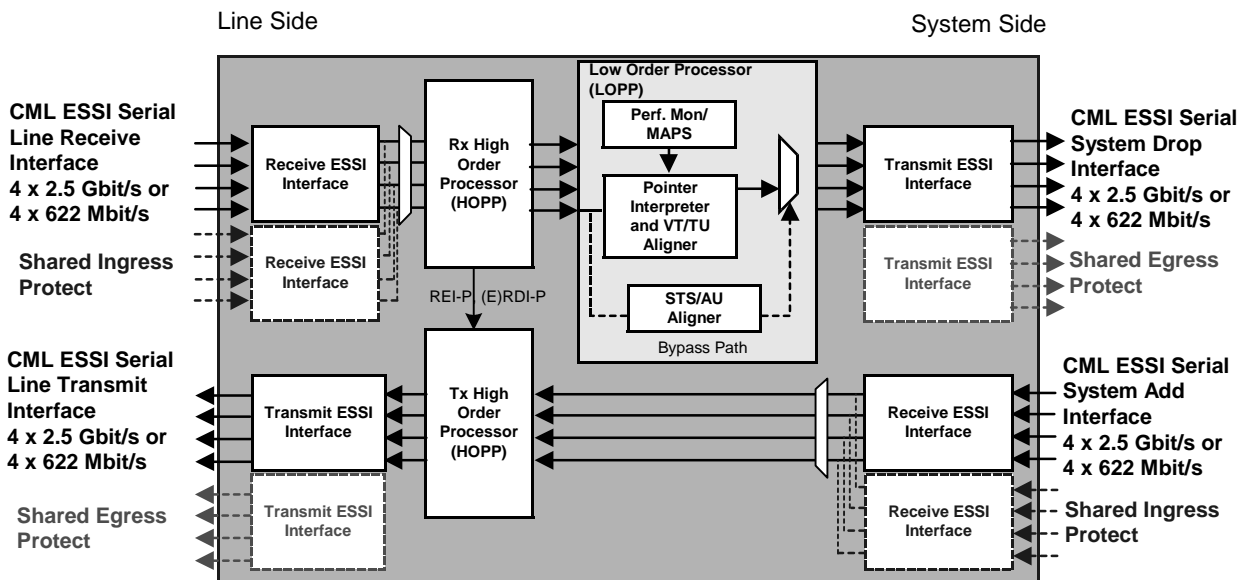 Line Side
System Side
CML ESSI Serial
Line Receive
Interface
4 x 2.5 Gbit/s or
4 x 622 Mbit/s
Shared Ingress
Protect
Receive ESSI
Interface
Receive ESSI
Interface
Rx High
Order
Processor
(HOPP)
REI-P, (E)RDI-P
Low Order Processor
(LOPP)
Perf. Mon/
MAPS
Pointer
Interpreter
and VT/TU
Aligner
STS/AU
Aligner
Bypass Path
Transmit ESSI
Interface
Transmit ESSI
Interface
CML ESSI Serial
System Drop
Interface
4 x 2.5 Gbit/s or
4 x 622 Mbit/s
Shared Egress
Protect
CML ESSI Serial
Line Transmit
Interface
4 x 2.5 Gbit/s or
4 x 622 Mbit/s
Shared Egress
Protect
Transmit ESSI
Interface
Transmit ESSI
Interface
Tx High
Order
Processor
(HOPP)
Receive ESSI
Interface
Receive ESSI
Interface
CML ESSI Serial
System Add
Interface
4 x 2.5 Gbit/s or
4 x 622 Mbit/s
Shared Ingress
Protect